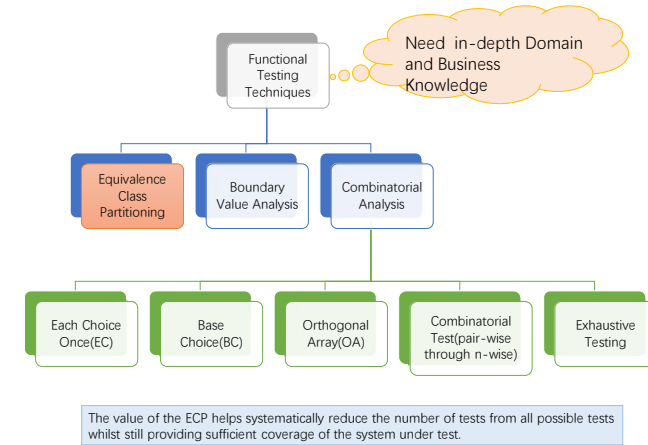 Need in-depth Domain
and Business
Knowledge
Functional
Testing
Techniques
Equivalence
Class
Partitioning
Boundary
Value Analysis
Combinatorial
Analysis
Each Choice
Once(EC)
Base
Choice(BC)
Orthogonal
Array(OA)
Combinatorial
Test(pair-wise
through n-wise)
Exhaustive
Testing
The value of the ECP helps systematically reduce the number of tests from all possible tests
whilst still providing sufficient coverage of the system under test.